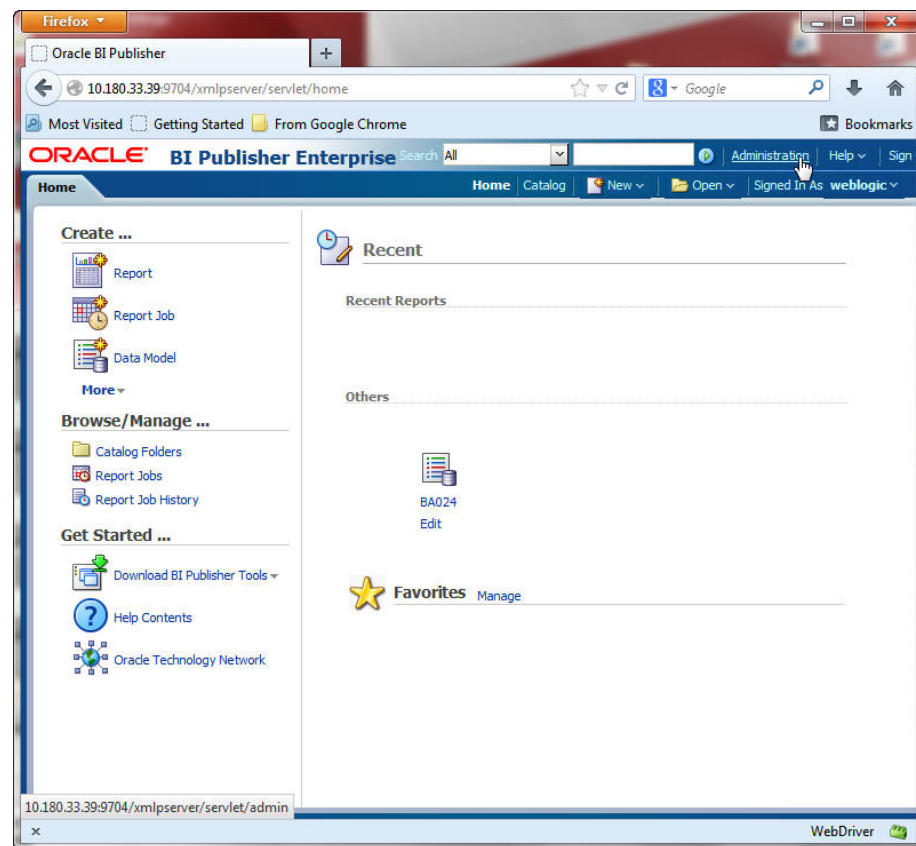 Firefox
Oracle BI Publisher
10.180.33.39:9704/xmlpserver/servlet/home
Google
Most Visited Getting Started From Google Chrome Bookmarks
ORACLE BI Publisher Enterprise Search All Administration Help Sign
Home Home Catalog New Open Signed In As weblogic
Create ...
Report
Report Job
Data Model
More
Browse/Manage ...
Catalog Folders
Report Jobs
Report Job History
Get Started ...
Download BI Publisher Tools
Help Contents
Oracle Technology Network
Recent
Recent Reports
Others
BA024
Edit
Favorites Manage
10.180.33.39:9704/xmlpserver/servlet/admin
x WebDriver